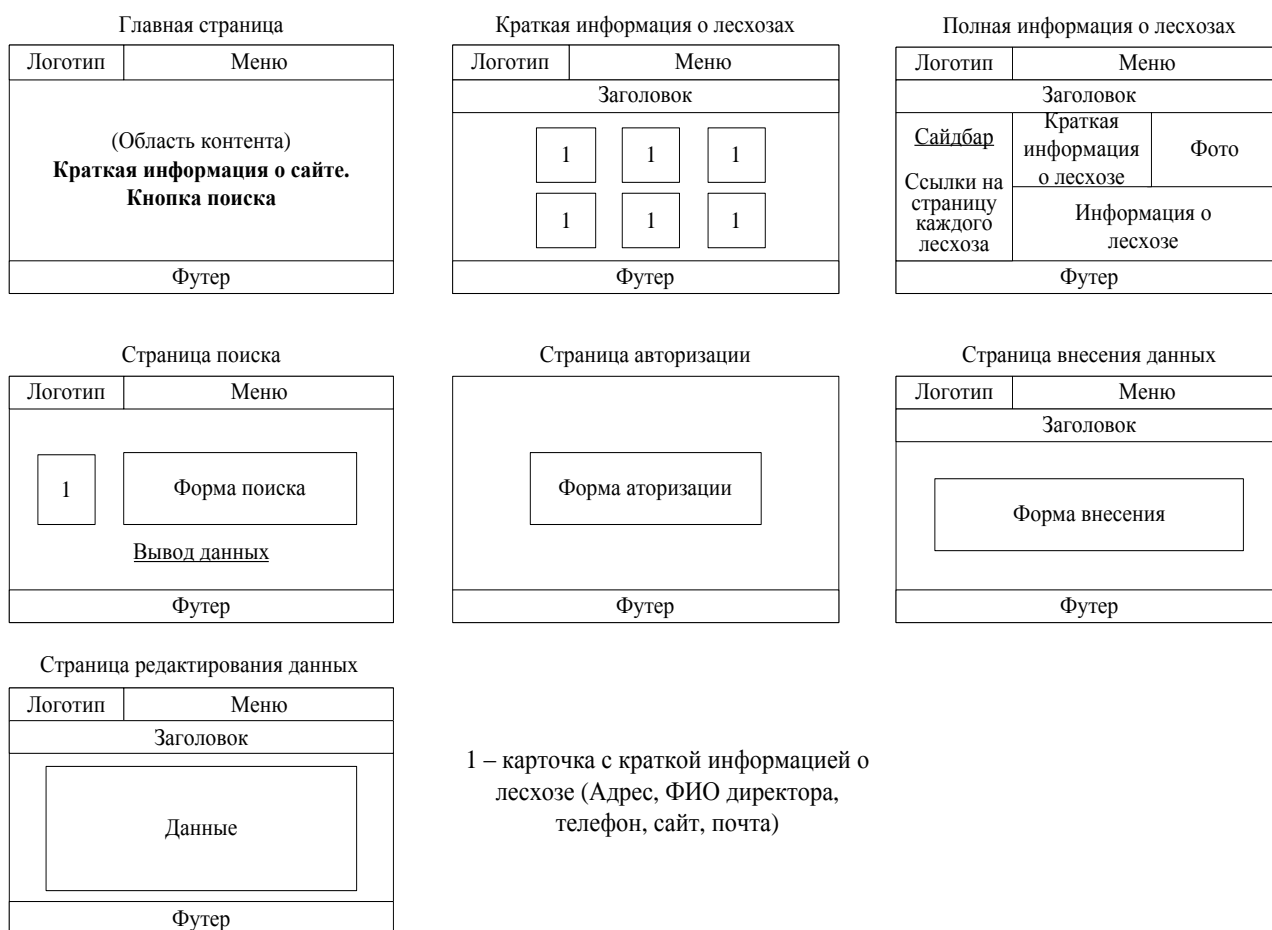 Главная страница
Логотип
Меню
(Область контента)
Краткая информация о сайте.
Кнопка поиска
Футер
Краткая информация о лесхозах
Логотип
Меню
Заголовок
1
1
1
1
1
1
Футер
Полная информация о лесхозах
Логотип
Меню
Заголовок
Сайдбар
Ссылки на
страницу
каждого
лесхоза
Краткая
информация
о лесхозе
Фото
Информация о
лесхозе
Футер
Страница поиска
Логотип
Меню
1
Форма поиска
Вывод данных
Футер
Страница авторизации
Форма аторизации
Футер
Страница внесения данных
Логотип
Меню
Заголовок
Форма внесения
Футер
Страница редактирования данных
Логотип
Меню
Заголовок
Данные
Футер
1 – карточка с краткой информацией о
лесхозе (Адрес, ФИО директора,
телефон, сайт, почта)